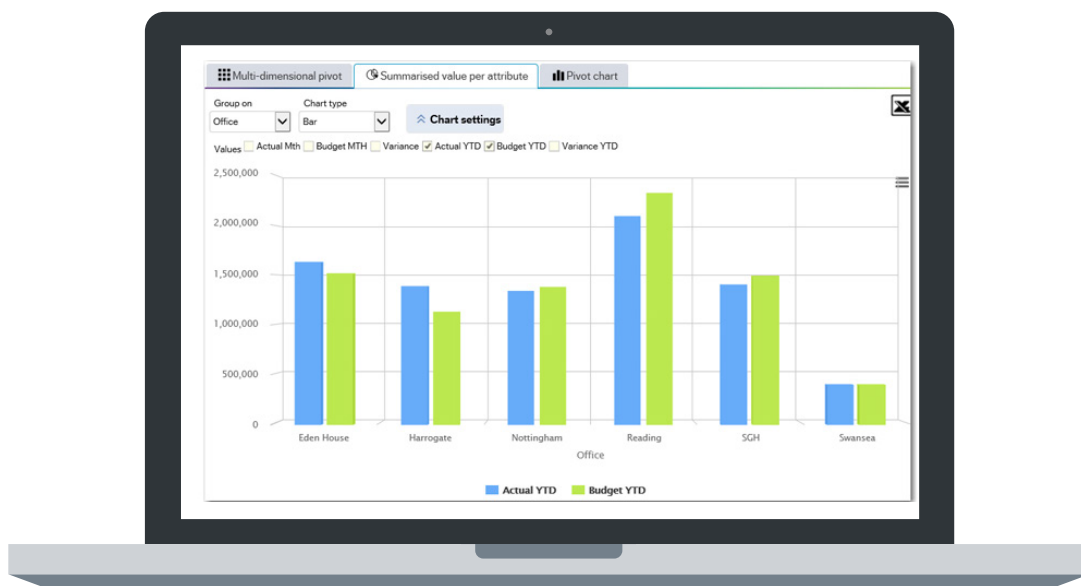 Multi-dimensional pivot Summarised value per attribute Pivot chart
Group on Chart type
Office Bar Chart settings
Values Actual Mth Budget MTH Variance Actual YTD Budget YTD Variance YTD
2,500,000
2,000,000
1,500,000
1,000,000
500,000
0
Eden House Harrogate Nottingham Reading SGH Swansea
Office
Actual YTD Budget YTD